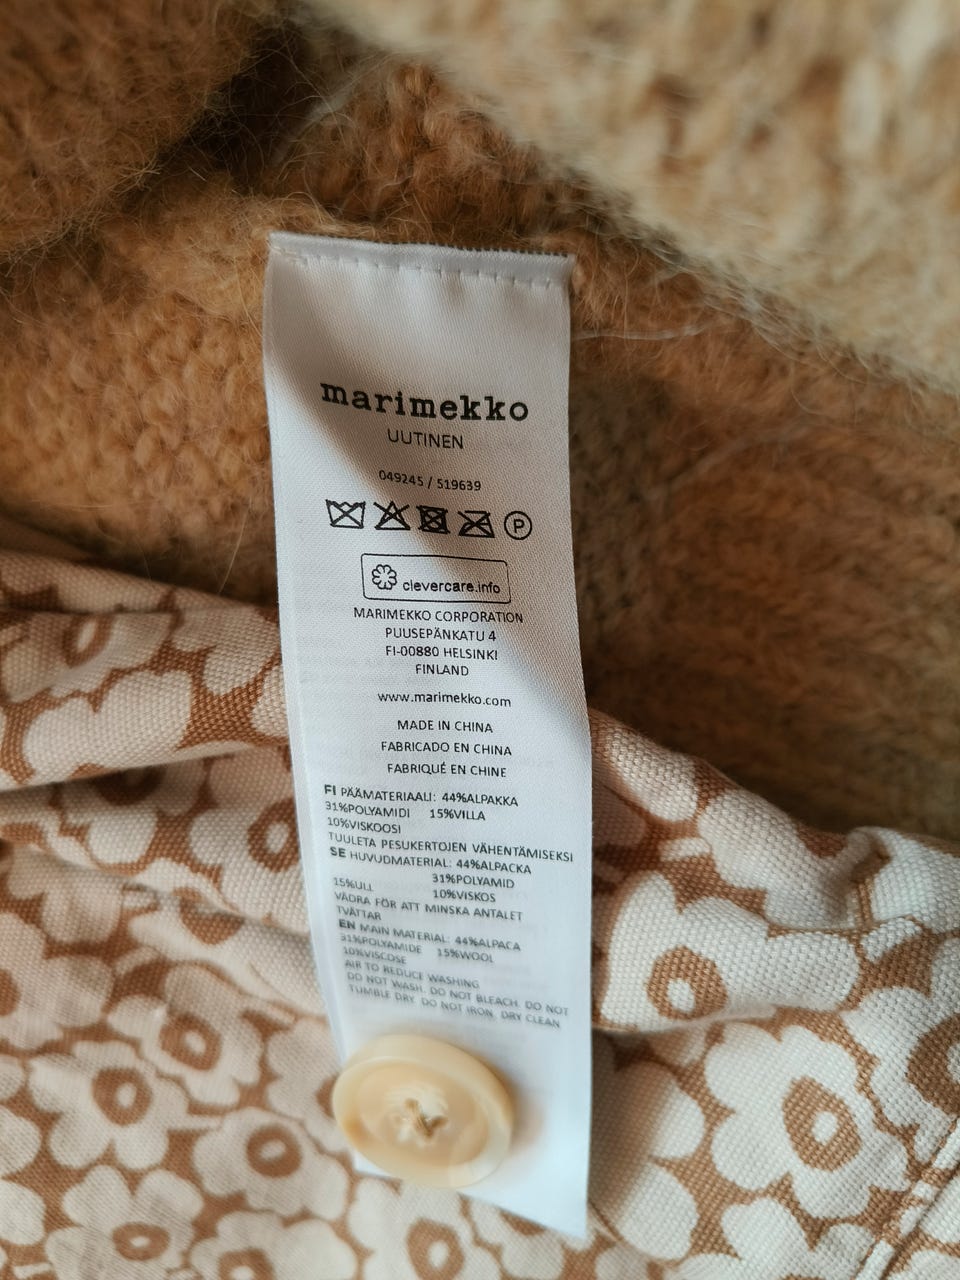 marimekko
UUTINEN
049245 / 519639
P
clevercare.info
MARIMEKKO CORPORATION
PUUSEPÄNKATU 4
FI-00880 HELSINKI
FINLAND
www.marimekko.com
MADE IN CHINA
FABRICADO EN CHINA
FABRIQUÉ EN CHINE
FI PÄÄMATERIAALI: 44%ALPAKKA
31%POLYAMIDI 15%VILLA
10%VISKOOSI
TUULETA PESUKERTOJEN VÄHENTÄMISEKSI
SE HUVUDMATERIAL: 44%ALPACKA
31%POLYAMID
15%ULL 10%VISKOS
VÄDRA FÖR ATT MINSKA ANTALET
TVÄTTAR
EN MAIN MATERIAL: 44%ALPACA
31%POLYAMIDE 15%WOOL
10%VISCOSE
AIR TO REDUCE WASHING
DO NOT WASH. DO NOT BLEACH. DO NOT
TUMBLE DRY. DO NOT IRON. DRY CLEAN